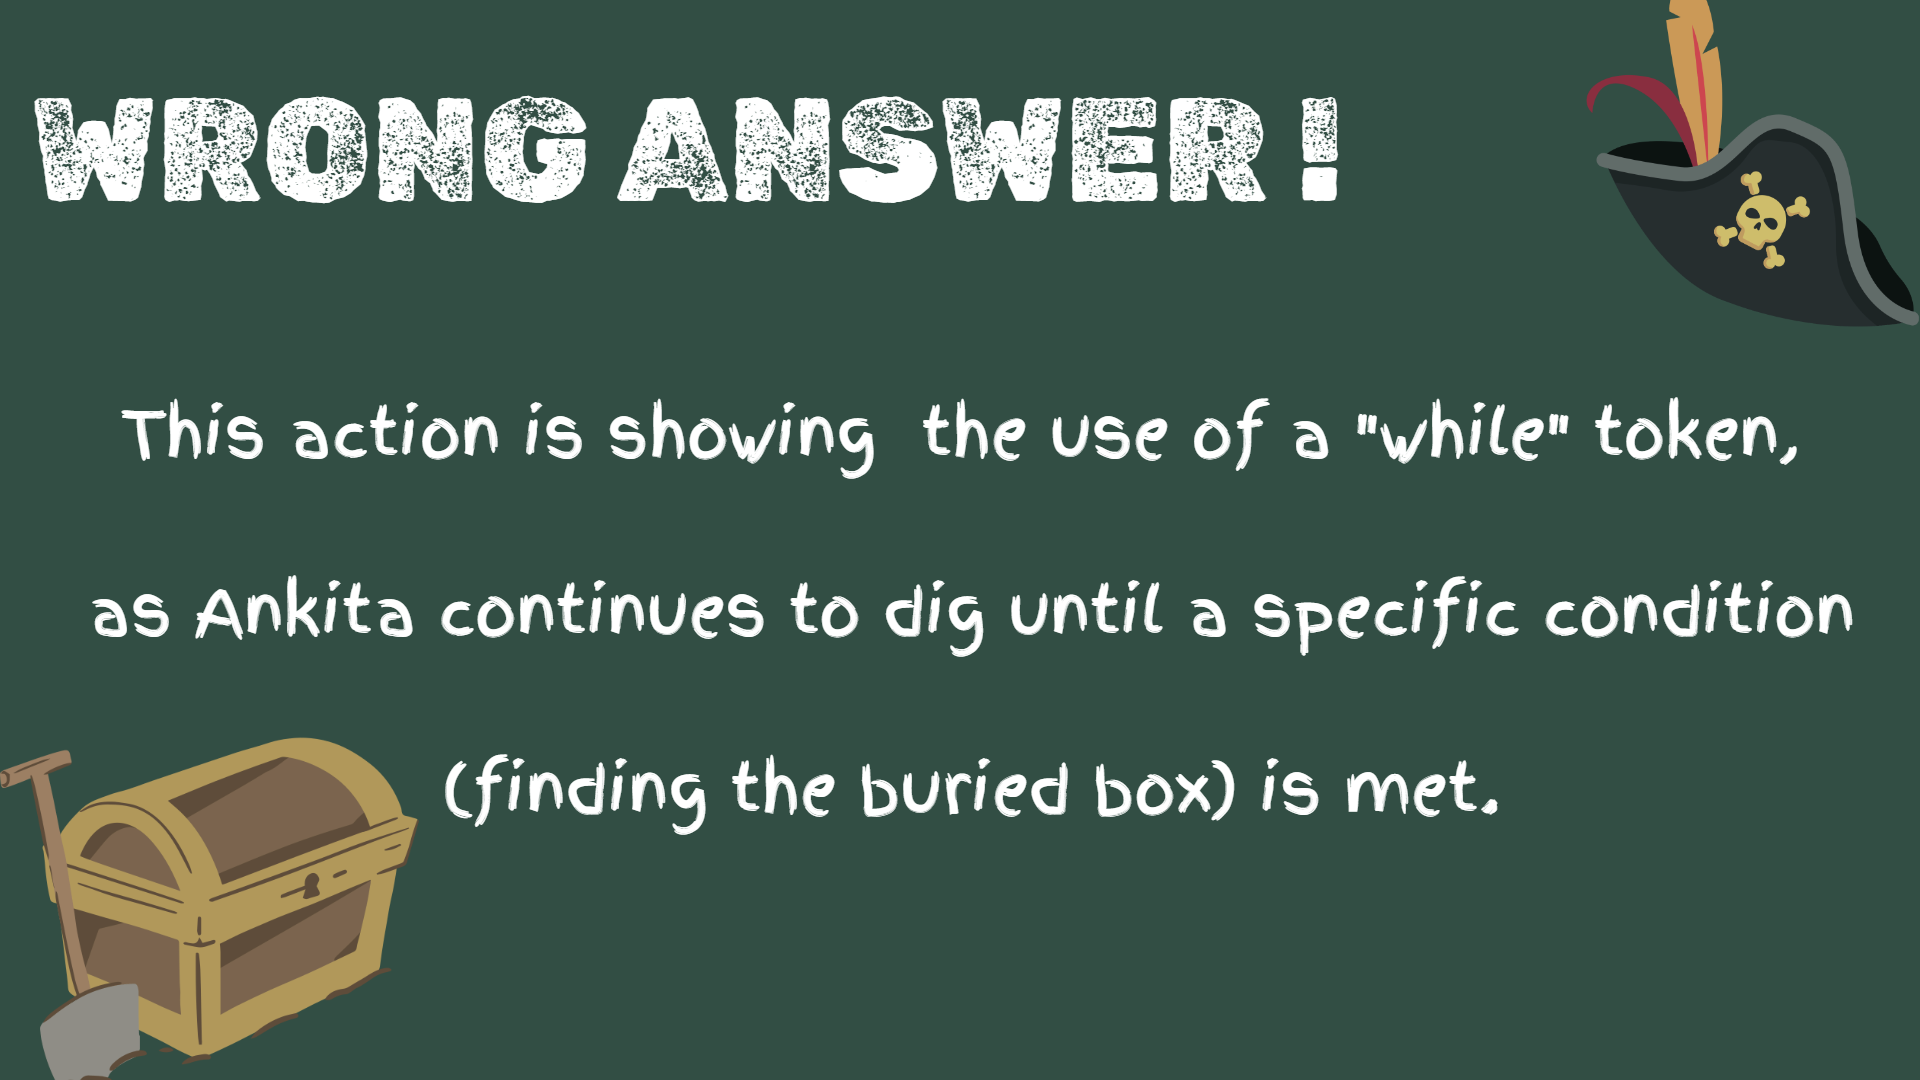 WRONG ANSWER !
This action is showing  the use of a "while" token,
as Ankita continues to dig until a specific condition
(finding the buried box) is met.